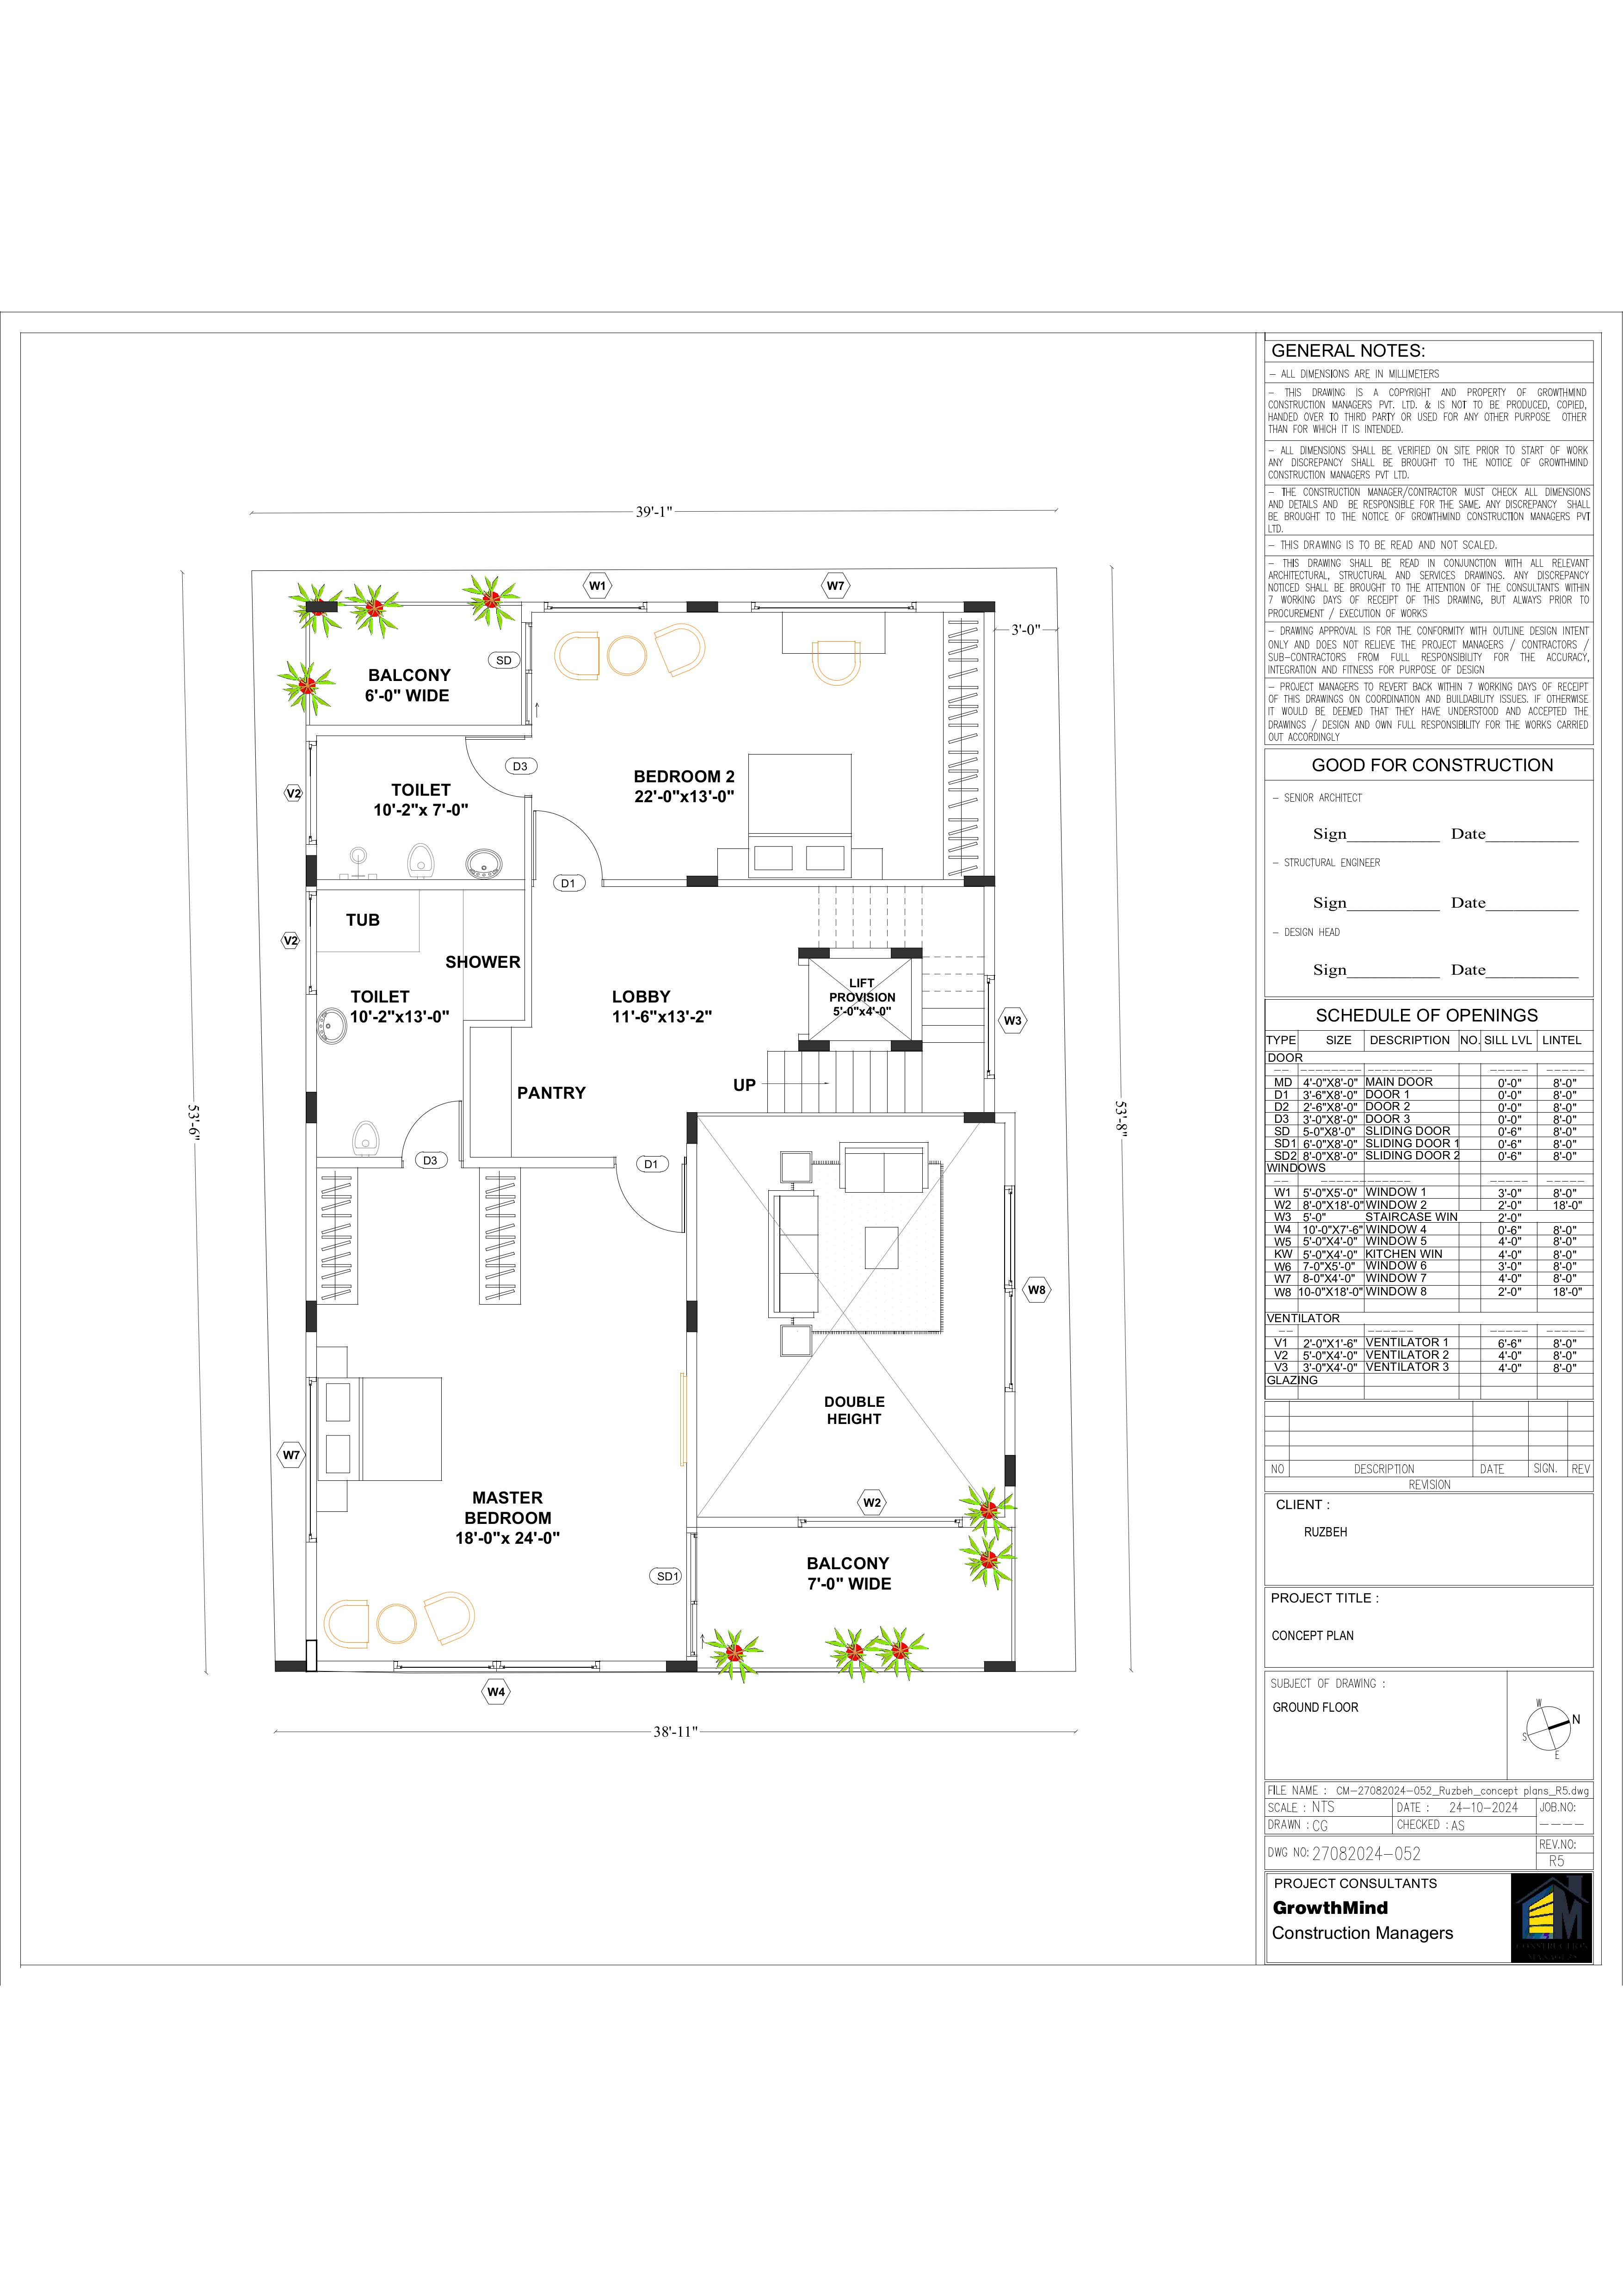 39'-1"
W1
W7
3'-0"
SD
BALCONY
6'-0" WIDE
D3
BEDROOM 2
22'-0"x13'-0"
V2
TOILET
10'-2"x 7'-0"
D1
TUB
V2
SHOWER
LIFT
PROVISION
5'-0"x4'-0"
TOILET
10'-2"x13'-0"
LOBBY
11'-6"x13'-2"
W3
UP
PANTRY
53'-6"
53'-8"
D3
D1
W8
DOUBLE
HEIGHT
W7
MASTER
BEDROOM
18'-0"x 24'-0"
W2
BALCONY
7'-0" WIDE
SD1
W4
38'-11"
GENERAL NOTES:
– ALL DIMENSIONS ARE IN MILLIMETERS
– THIS DRAWING IS A COPYRIGHT AND PROPERTY OF GROWTHMIND
CONSTRUCTION MANAGERS PVT. LTD. & IS NOT TO BE PRODUCED, COPIED,
HANDED OVER TO THIRD PARTY OR USED FOR ANY OTHER PURPOSE OTHER
THAN FOR WHICH IT IS INTENDED.
– ALL DIMENSIONS SHALL BE VERIFIED ON SITE PRIOR TO START OF WORK
ANY DISCREPANCY SHALL BE BROUGHT TO THE NOTICE OF GROWTHMIND
CONSTRUCTION MANAGERS PVT LTD.
– THE CONSTRUCTION MANAGER/CONTRACTOR MUST CHECK ALL DIMENSIONS
AND DETAILS AND BE RESPONSIBLE FOR THE SAME. ANY DISCREPANCY SHALL
BE BROUGHT TO THE NOTICE OF GROWTHMIND CONSTRUCTION MANAGERS PVT
LTD.
– THIS DRAWING IS TO BE READ AND NOT SCALED.
– THIS DRAWING SHALL BE READ IN CONJUNCTION WITH ALL RELEVANT
ARCHITECTURAL, STRUCTURAL AND SERVICES DRAWINGS. ANY DISCREPANCY
NOTICED SHALL BE BROUGHT TO THE ATTENTION OF THE CONSULTANTS WITHIN
7 WORKING DAYS OF RECEIPT OF THIS DRAWING, BUT ALWAYS PRIOR TO
PROCUREMENT / EXECUTION OF WORKS
– DRAWING APPROVAL IS FOR THE CONFORMITY WITH OUTLINE DESIGN INTENT
ONLY AND DOES NOT RELIEVE THE PROJECT MANAGERS / CONTRACTORS /
SUB-CONTRACTORS FROM FULL RESPONSIBILITY FOR THE ACCURACY,
INTEGRATION AND FITNESS FOR PURPOSE OF DESIGN
– PROJECT MANAGERS TO REVERT BACK WITHIN 7 WORKING DAYS OF RECEIPT
OF THIS DRAWINGS ON COORDINATION AND BUILDABILITY ISSUES. IF OTHERWISE
IT WOULD BE DEEMED THAT THEY HAVE UNDERSTOOD AND ACCEPTED THE
DRAWINGS / DESIGN AND OWN FULL RESPONSIBILITY FOR THE WORKS CARRIED
OUT ACCORDINGLY
GOOD FOR CONSTRUCTION
– SENIOR ARCHITECT
Sign____________ Date____________
– STRUCTURAL ENGINEER
Sign____________ Date____________
– DESIGN HEAD
Sign____________ Date____________
SCHEDULE OF OPENINGS
TYPE SIZE DESCRIPTION NO. SILL LVL LINTEL
DOOR
MD 4'-0"X8'-0" MAIN DOOR 0'-0" 8'-0"
D1 3'-6"X8'-0" DOOR 1 0'-0" 8'-0"
D2 2'-6"X8'-0" DOOR 2 0'-0" 8'-0"
D3 3'-0"X8'-0" DOOR 3 0'-0" 8'-0"
SD 5-0"X8'-0" SLIDING DOOR 0'-6" 8'-0"
SD1 6'-0"X8'-0" SLIDING DOOR 1 0'-6" 8'-0"
SD2 8'-0"X8'-0" SLIDING DOOR 2 0'-6" 8'-0"
WINDOWS
W1 5'-0"X5'-0" WINDOW 1 3'-0" 8'-0"
W2 8'-0"X18'-0" WINDOW 2 2'-0" 18'-0"
W3 5'-0" STAIRCASE WIN 2'-0"
W4 10'-0"X7'-6" WINDOW 4 0'-6" 8'-0"
W5 5'-0"X4'-0" WINDOW 5 4'-0" 8'-0"
KW 5'-0"X4'-0" KITCHEN WIN 4'-0" 8'-0"
W6 7-0"X5'-0" WINDOW 6 3'-0" 8'-0"
W7 8-0"X4'-0" WINDOW 7 4'-0" 8'-0"
W8 10-0"X18'-0" WINDOW 8 2'-0" 18'-0"
VENTILATOR
V1 2'-0"X1'-6" VENTILATOR 1 6'-6" 8'-0"
V2 5'-0"X4'-0" VENTILATOR 2 4'-0" 8'-0"
V3 3'-0"X4'-0" VENTILATOR 3 4'-0" 8'-0"
GLAZING
NO DESCRIPTION DATE SIGN. REV
REVISION
CLIENT :
RUZBEH
PROJECT TITLE :
CONCEPT PLAN
SUBJECT OF DRAWING :
GROUND FLOOR
W
N
S
E
FILE NAME : CM-27082024-052_Ruzbeh_concept plans_R5.dwg
SCALE : NTS DATE : 24-10-2024 JOB.NO:
DRAWN : CG CHECKED : AS ----
DWG NO: 27082024-052 REV.NO:
R5
PROJECT CONSULTANTS
GrowthMind
Construction Managers